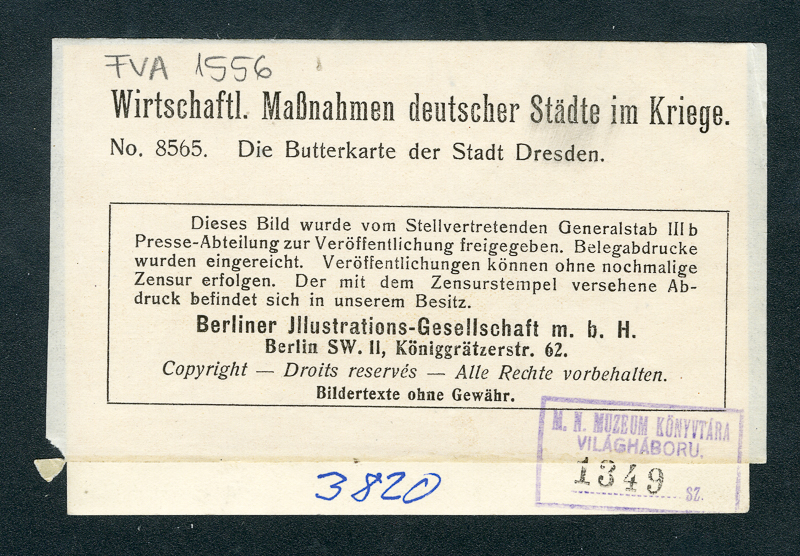 FVA 1556
Wirtschaftl. Maßnahmen deutscher Städte im Kriege.
No. 8565. Die Butterkarte der Stadt Dresden.
Dieses Bild wurde vom Stellvertretenden Generalstab III b
Presse-Abteilung zur Veröffentlichung freigegeben. Belegabdrucke
wurden eingereicht. Veröffentlichungen können ohne nochmalige
Zensur erfolgen. Der mit dem Zensurstempel versehene Ab-
druck befindet sich in unserem Besitz.
Berliner Jllustrations-Gesellschaft m. b. H.
Berlin SW. 11, Königgrätzerstr. 62.
Copyright — Droits reservés — Alle Rechte vorbehalten.
Bildertexte ohne Gewähr.
M. N. MUZEUM KÖNYVTÁRA
VILÁGHÁBORU.
1349 SZ.
3820